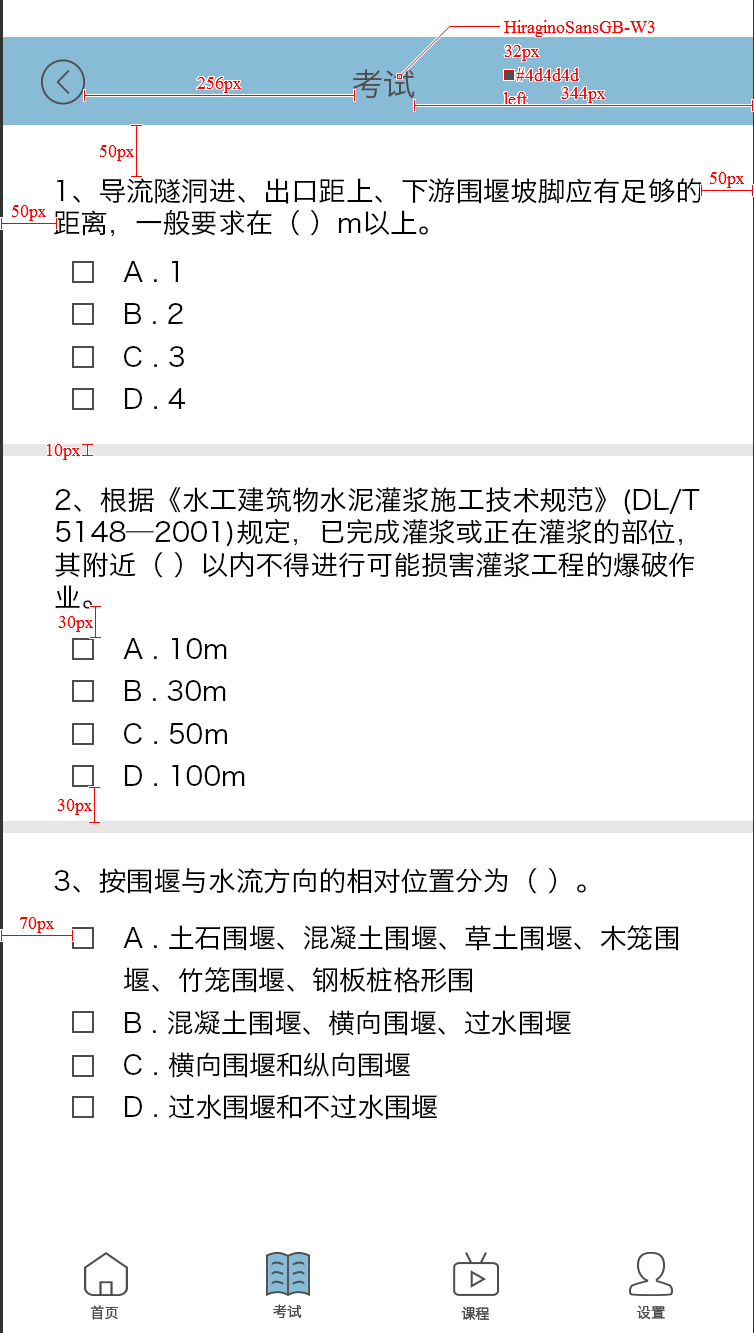 HiraginoSansGB-W3
32px
#4d4d4d
left
344px
256px
考试
50px
50px
50px
1、导流隧洞进、出口距上、下游围堰坡脚应有足够的
距离，一般要求在（ ）m以上。
A . 1
B . 2
C . 3
D . 4
10px
2、根据《水工建筑物水泥灌浆施工技术规范》(DL/T
5148—2001)规定，已完成灌浆或正在灌浆的部位，
其附近（ ）以内不得进行可能损害灌浆工程的爆破作
业。
30px
A . 10m
B . 30m
C . 50m
D . 100m
30px
3、按围堰与水流方向的相对位置分为（ ）。
70px
A . 土石围堰、混凝土围堰、草土围堰、木笼围
堰、竹笼围堰、钢板桩格形围
B . 混凝土围堰、横向围堰、过水围堰
C . 横向围堰和纵向围堰
D . 过水围堰和不过水围堰
首页
考试
课程
设置